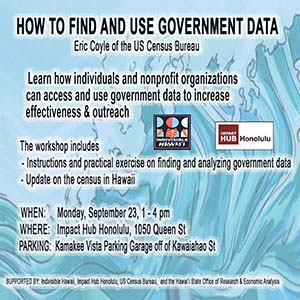 HOW TO FIND AND USE GOVERNMENT DATA
Eric Coyle of the US Census Bureau
Learn how individuals and nonprofit organizations
can access and use government data to increase
effectiveness & outreach
INDIVISIBLE
HAWAI'I
IMPACT
HUB
Honolulu
The workshop includes
- Instructions and practical exercise on finding and analyzing government data
- Update on the census in Hawaii
WHEN: Monday, September 23, 1 - 4 pm
WHERE: Impact Hub Honolulu, 1050 Queen St
PARKING: Kamakee Vista Parking Garage off of Kawaiahao St
SUPPORTED BY: Indivisible Hawaii, Impact Hub Honolulu, US Census Bureau, and the Hawai'i State Office of Research & Economic Analysis